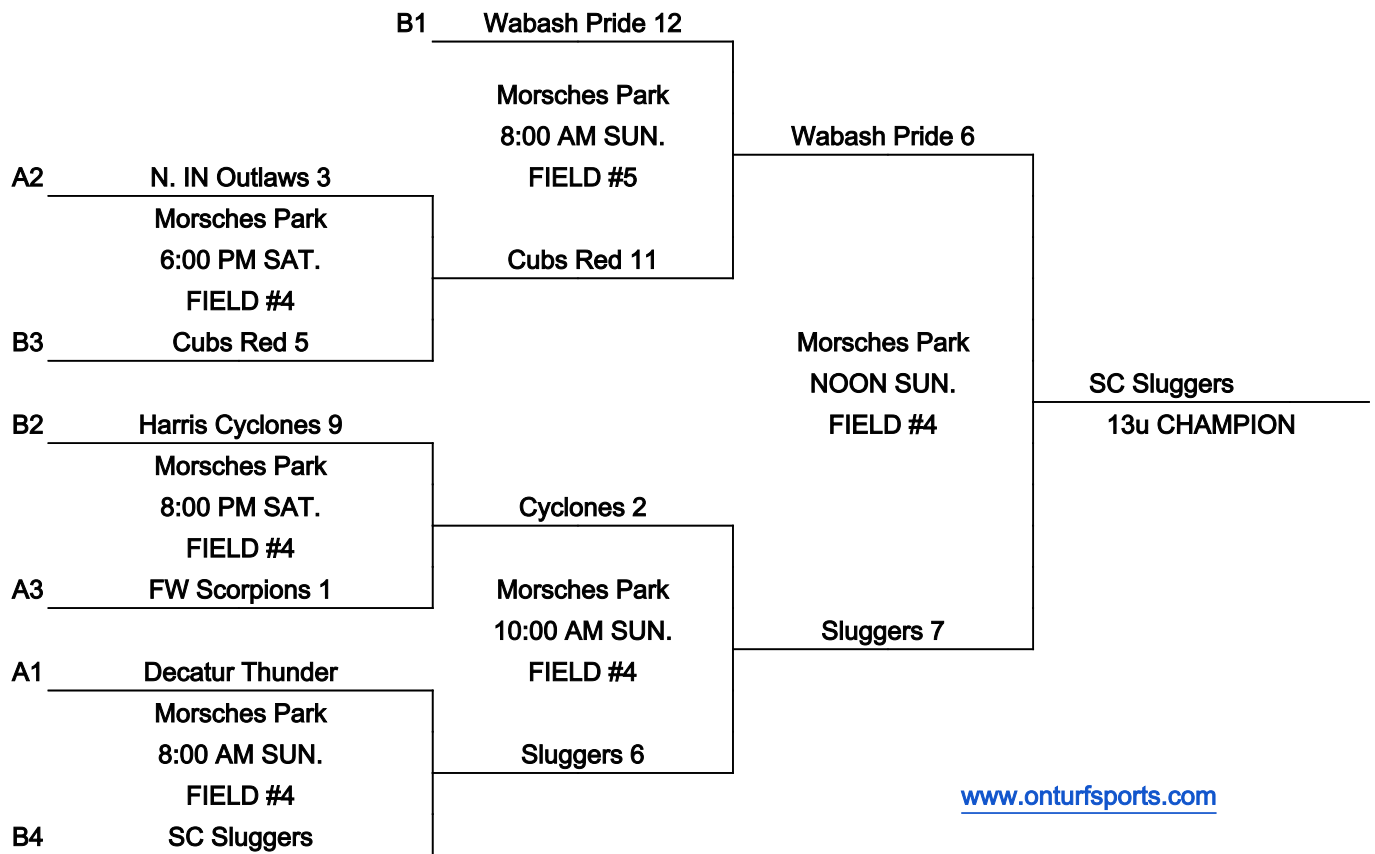 B1 Wabash Pride 12
Morsches Park
8:00 AM SUN.
FIELD #5
Wabash Pride 6
A2 N. IN Outlaws 3
Morsches Park
6:00 PM SAT.
FIELD #4
Cubs Red 11
B3 Cubs Red 5
Morsches Park
NOON SUN.
FIELD #4
SC Sluggers
13u CHAMPION
B2 Harris Cyclones 9
Morsches Park
8:00 PM SAT.
FIELD #4
Cyclones 2
A3 FW Scorpions 1
Morsches Park
10:00 AM SUN.
FIELD #4
Sluggers 7
A1 Decatur Thunder
Morsches Park
8:00 AM SUN.
FIELD #4
Sluggers 6
B4 SC Sluggers
www.onturfsports.com